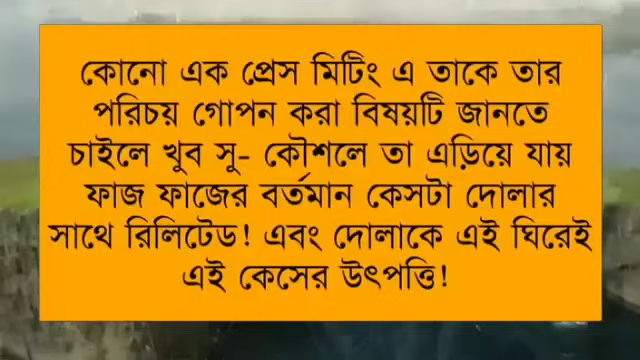 কোনো এক প্রেস মিটিং এ তাকে তার
পরিচয় গোপন করা বিষয়টি জানতে
চাইলে খুব সু- কৌশলে তা এড়িয়ে যায়
ফাজ ফাজের বর্তমান কেসটা দোলার
সাথে রিলিটেড! এবং দোলাকে এই ঘিরেই
এই কেসের উৎপত্তি!